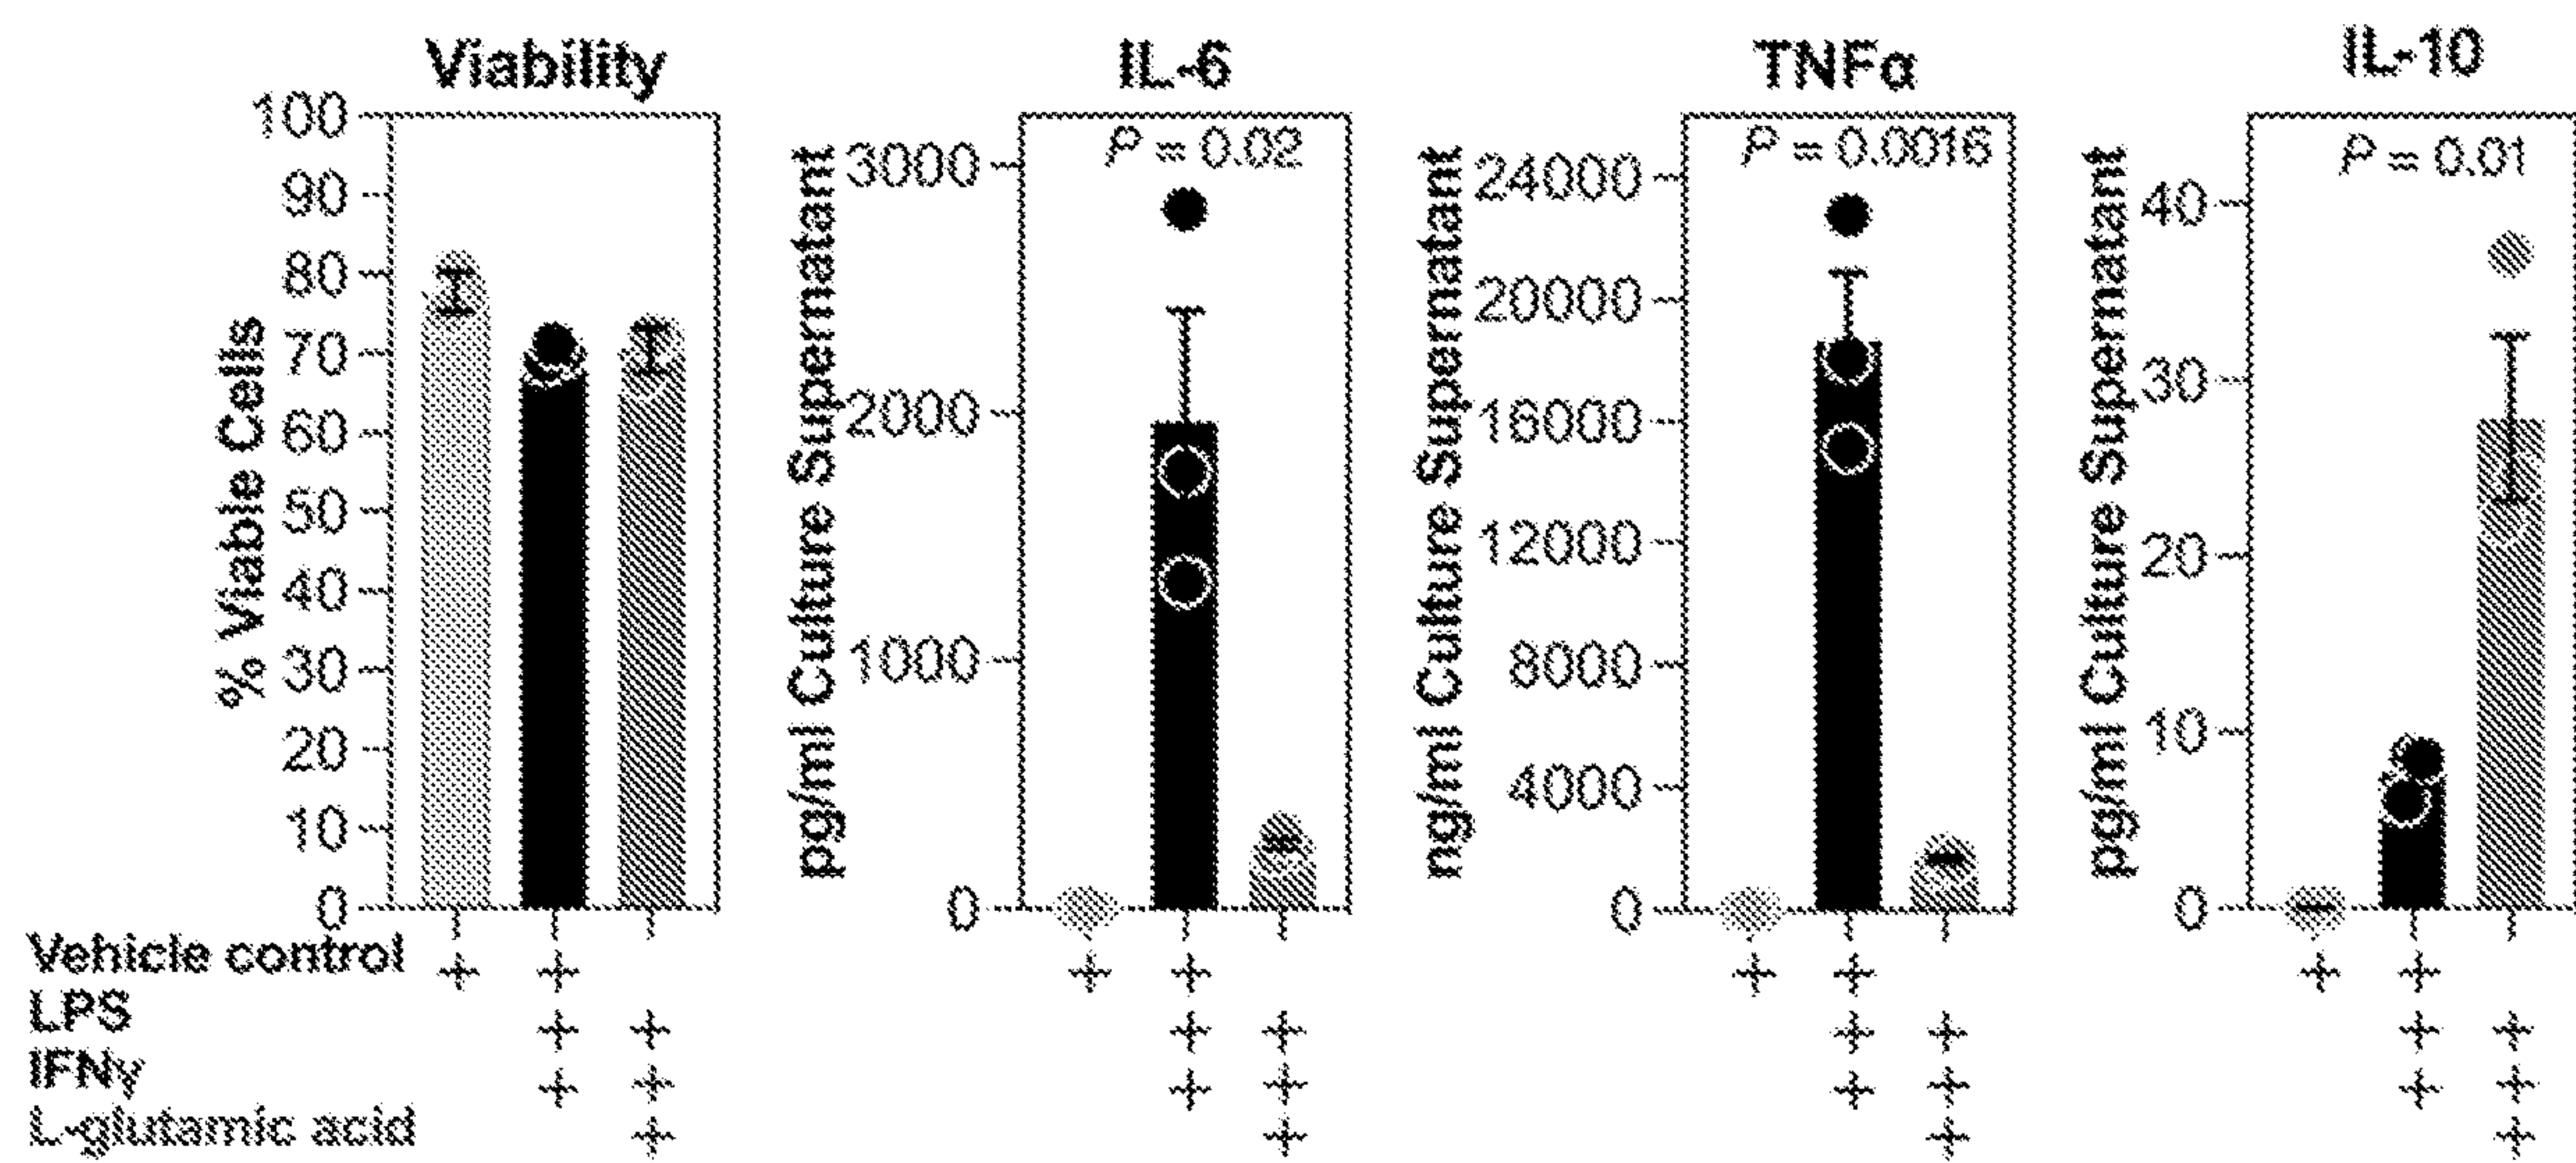 Viability
% Viable Cells
100
90
80
70
60
50
40
30
20
10
0
IL-6
P = 0.02
pg/ml Culture Supernatant
3000
2000
1000
0
TNFα
P = 0.0016
ng/ml Culture Supernatant
24000
20000
16000
12000
8000
4000
0
IL-10
P = 0.01
pg/ml Culture Supernatant
40
30
20
10
0
Vehicle control + + + + + + + +
LPS + + + + + + + +
IFNγ + + + + + + + +
L-glutamic acid + + + +